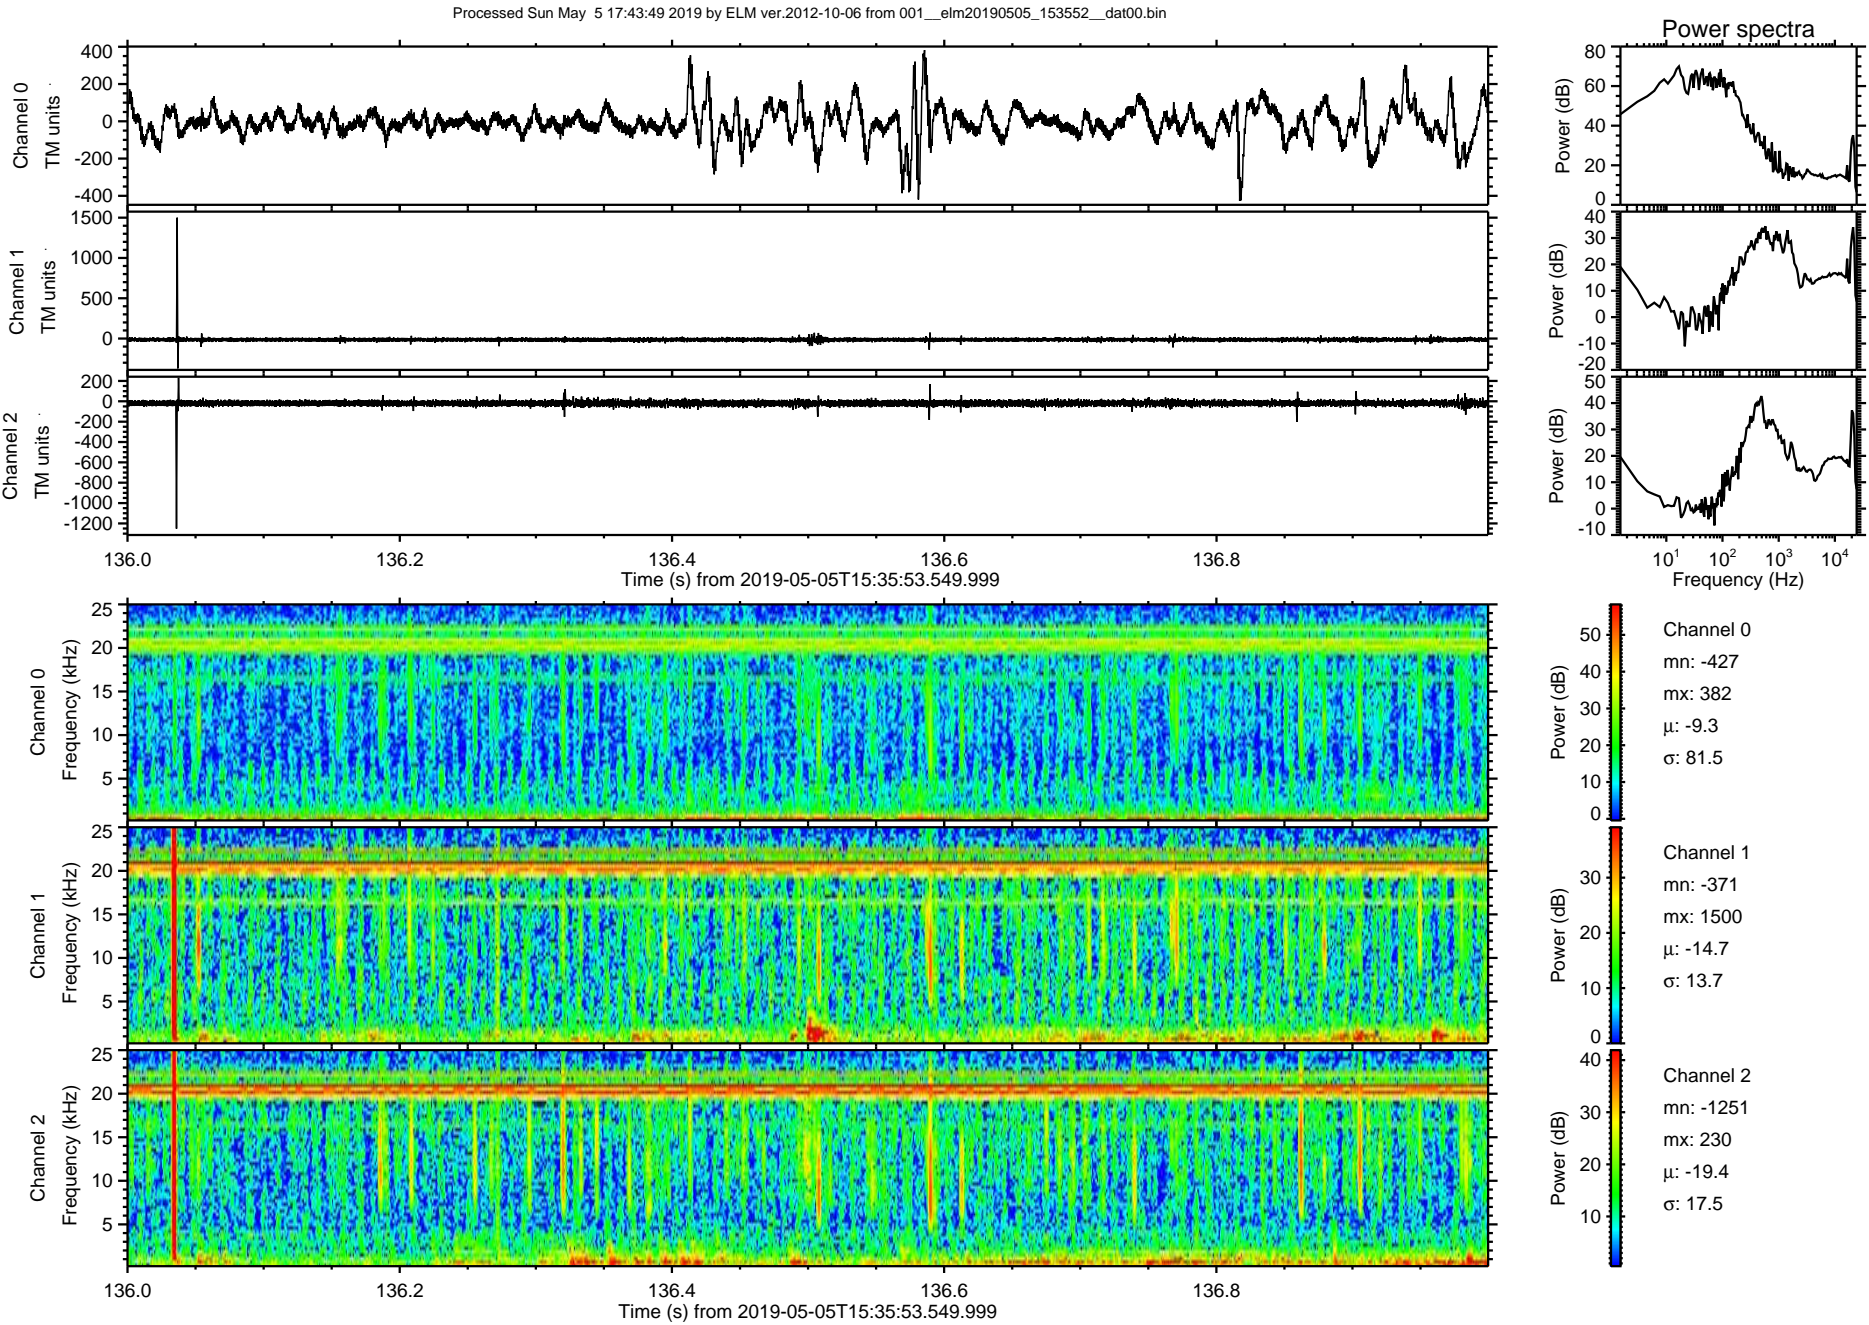 Processed Sun May  5 17:43:49 2019 by ELM ver.2012-10-06 from 001__elm20190505_153552__dat00.bin
Power spectra
Channel 0
TM units
400
200
0
-200
-400
Power (dB)
80
60
40
20
0
Channel 1
TM units
1500
1000
500
0
Power (dB)
40
30
20
10
0
-10
-20
Channel 2
TM units
200
0
-200
-400
-600
-800
-1000
-1200
Power (dB)
50
40
30
20
10
0
-10
136.0 136.2 136.4 136.6 136.8
Time (s) from 2019-05-05T15:35:53.549.999
10^1 10^2 10^3 10^4
Frequency (Hz)
Channel 0
Frequency (kHz)
25
20
15
10
5
Power (dB)
50
40
30
20
10
0
Channel 0
mn: -427
mx: 382
μ: -9.3
σ: 81.5
Channel 1
Frequency (kHz)
25
20
15
10
5
Power (dB)
30
20
10
0
Channel 1
mn: -371
mx: 1500
μ: -14.7
σ: 13.7
Channel 2
Frequency (kHz)
25
20
15
10
5
Power (dB)
40
30
20
10
Channel 2
mn: -1251
mx: 230
μ: -19.4
σ: 17.5
136.0 136.2 136.4 136.6 136.8
Time (s) from 2019-05-05T15:35:53.549.999